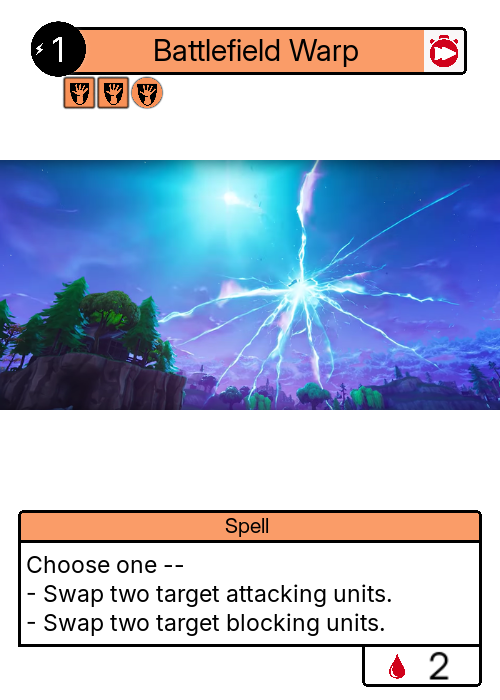 1
Battlefield Warp
Spell
Choose one --
- Swap two target attacking units.
- Swap two target blocking units.
2